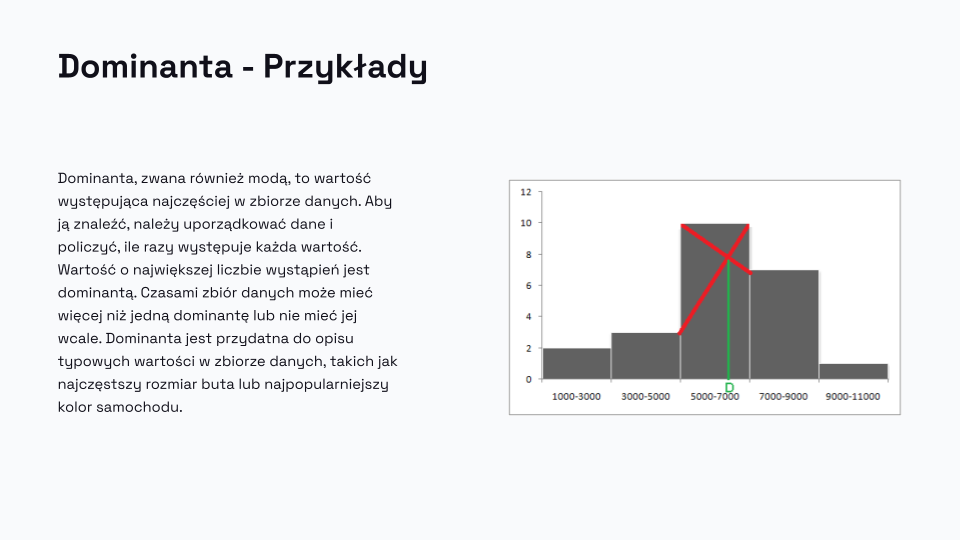 Dominanta - Przykłady
Dominanta, zwana również modą, to wartość
występująca najczęściej w zbiorze danych. Aby
ją znaleźć, należy uporządkować dane i
policzyć, ile razy występuje każda wartość.
Wartość o największej liczbie wystąpień jest
dominantą. Czasami zbiór danych może mieć
więcej niż jedną dominantę lub nie mieć jej
wcale. Dominanta jest przydatna do opisu
typowych wartości w zbiorze danych, takich jak
najczęstszy rozmiar buta lub najpopularniejszy
kolor samochodu.
12
10
8
6
4
2
0
D
1000-3000 3000-5000 5000-7000 7000-9000 9000-11000